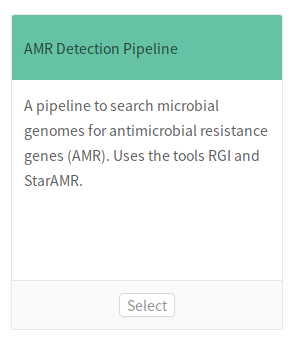 AMR Detection Pipeline
A pipeline to search microbial
genomes for antimicrobial resistance
genes (AMR). Uses the tools RGI and
StarAMR.
Select